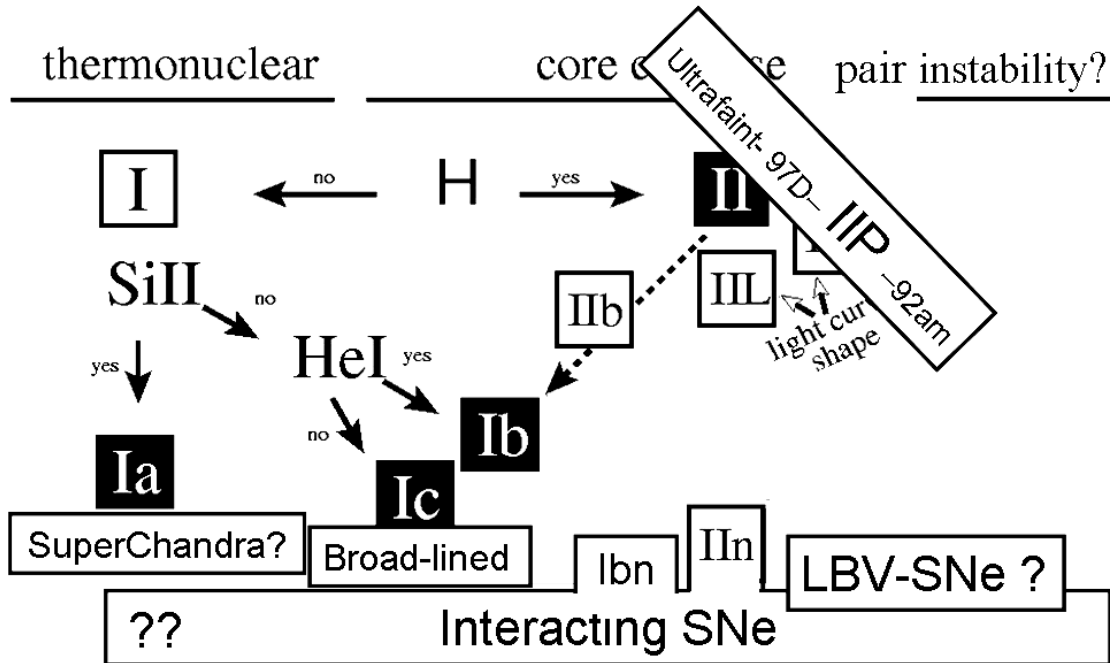 thermonuclear
core c
se
pair instability?
Ultrafaint- 97D– IIP –92am
I
no
H
yes
II
SiII
no
IIb
IIL
light cur
shape
yes
HeI
yes
no
Ib
Ia
Ic
SuperChandra?
Broad-lined
Ibn
IIn
LBV-SNe ?
??
Interacting SNe